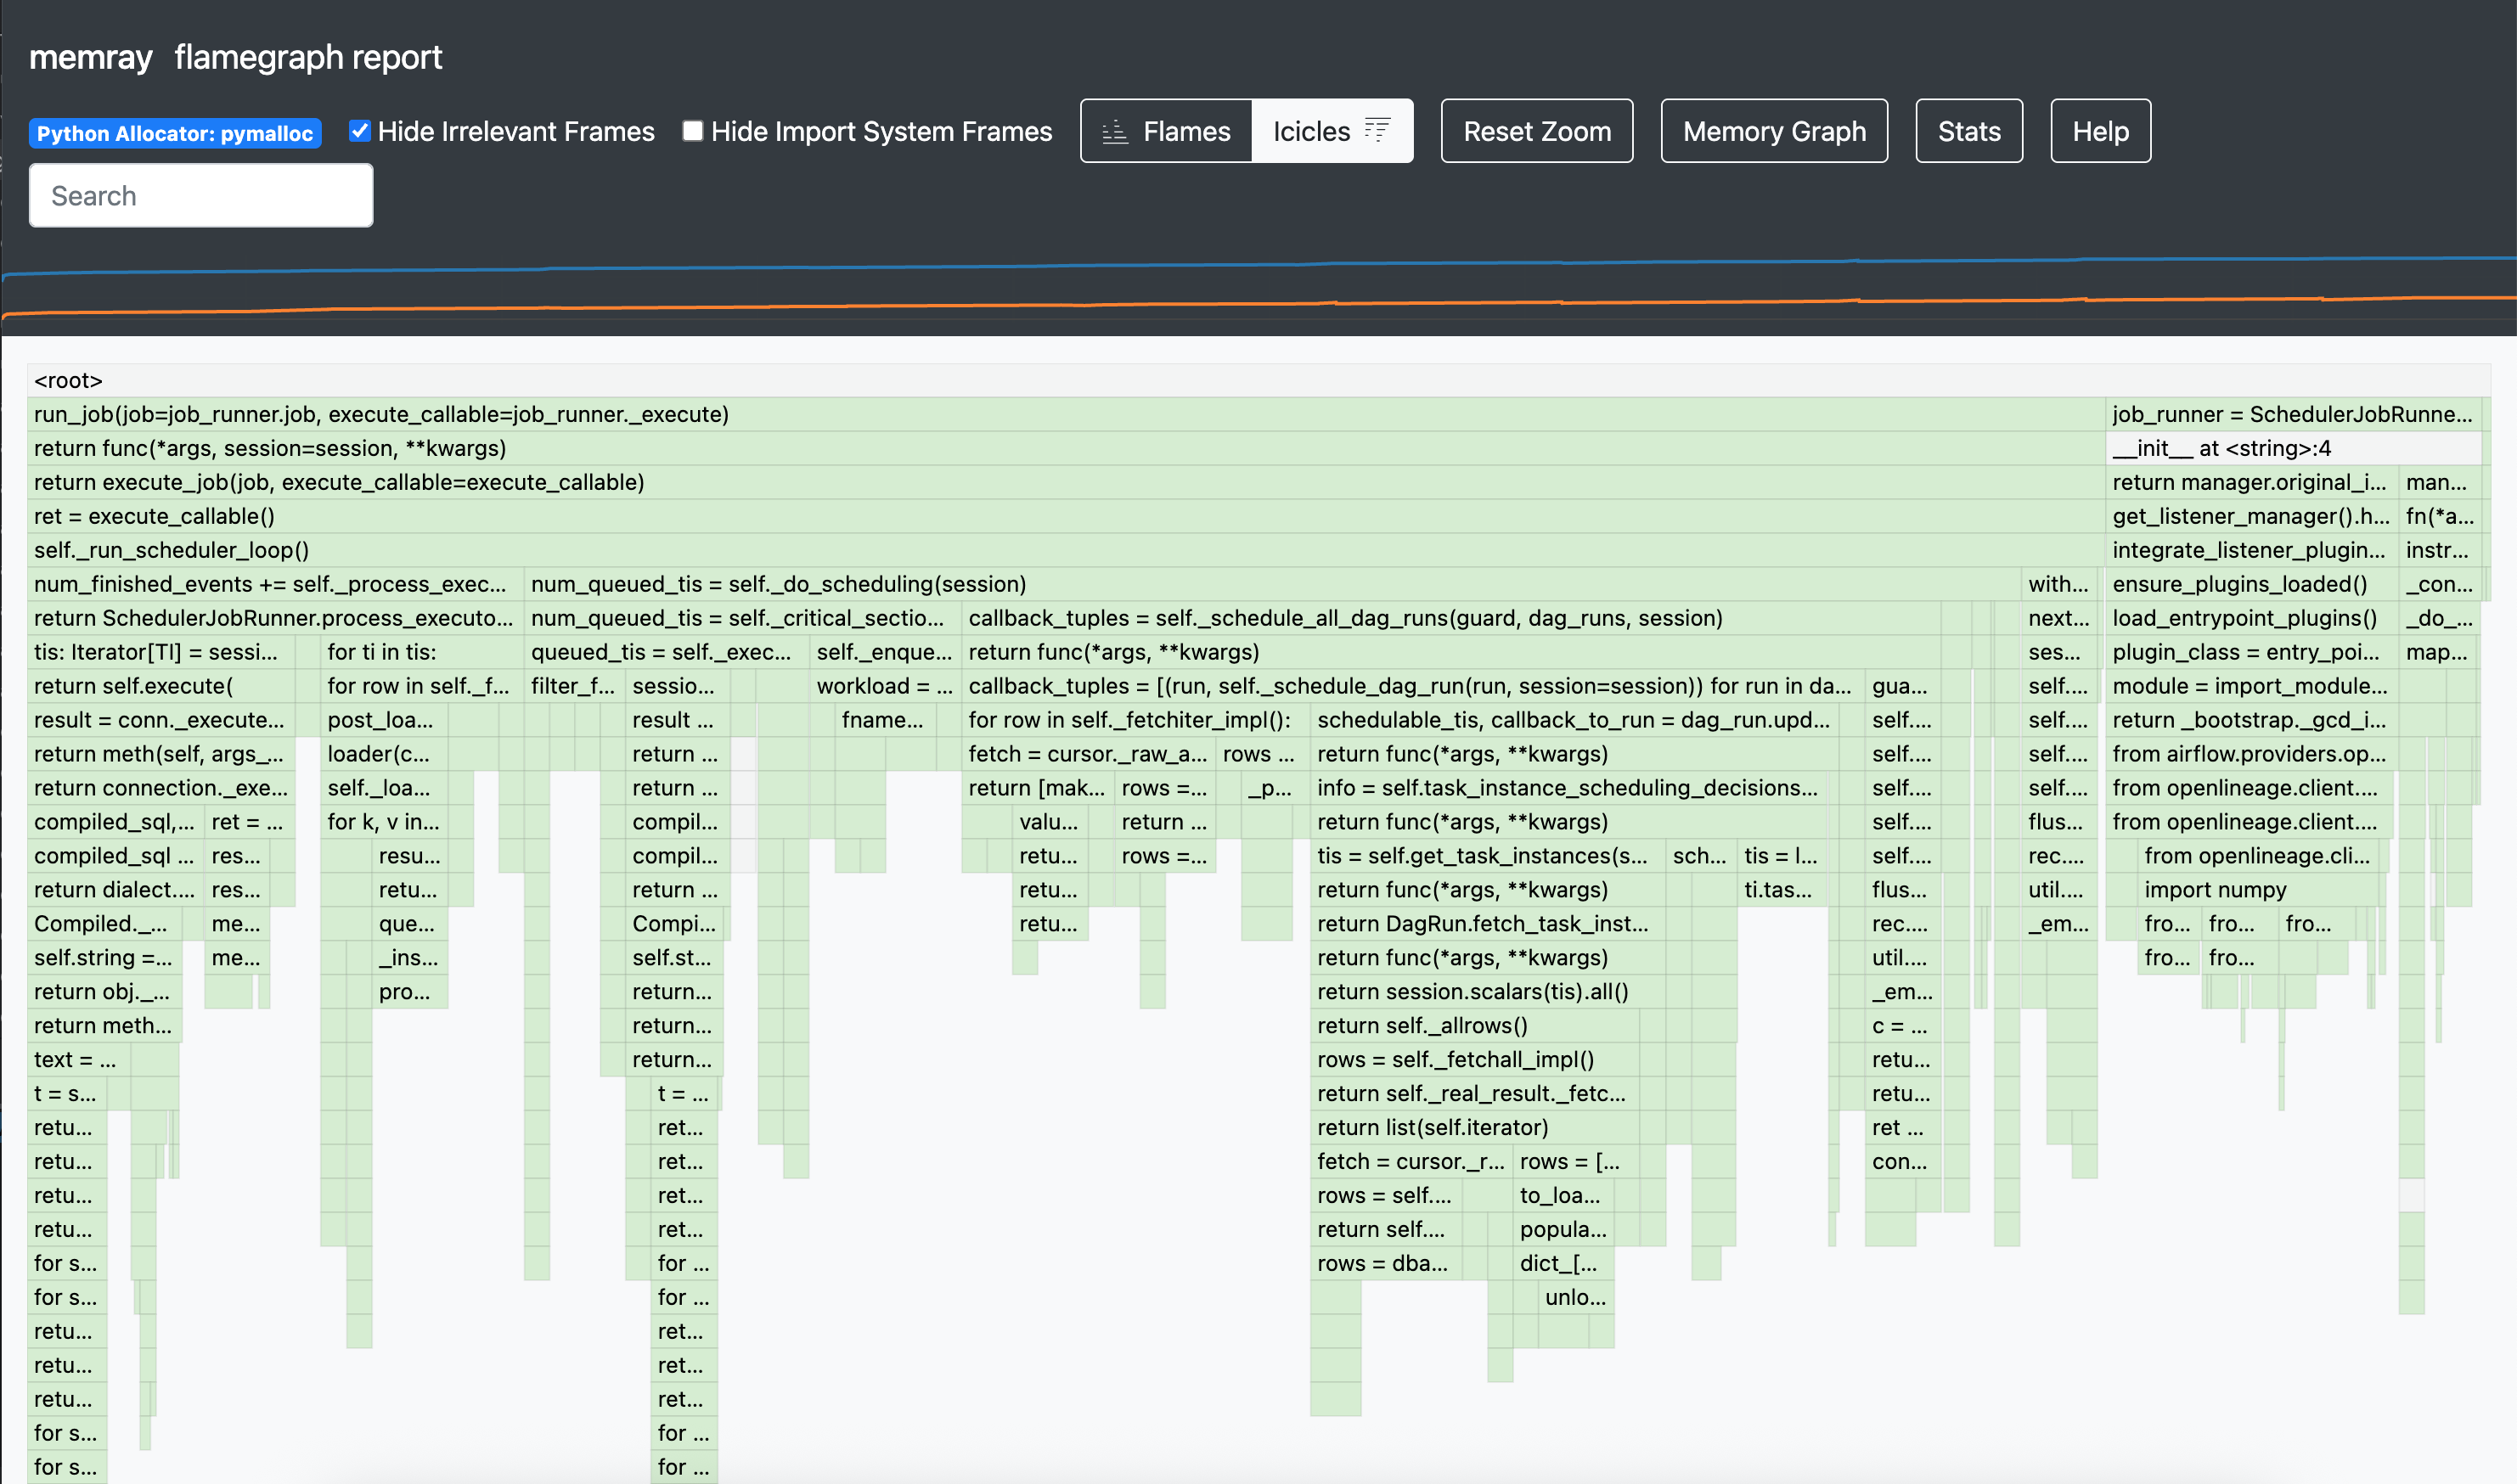 memray flamegraph report
Python Allocator: pymalloc Hide Irrelevant Frames Hide Import System Frames Flames Icicles Reset Zoom Memory Graph Stats Help
Search
<root>
run_job(job=job_runner.job, execute_callable=job_runner._execute) job_runner = SchedulerJobRunne...
return func(*args, session=session, **kwargs) __init__ at <string>:4
return execute_job(job, execute_callable=execute_callable) return manager.original_i... man...
ret = execute_callable() get_listener_manager().h... fn(*a...
self._run_scheduler_loop() integrate_listener_plugin... instr...
num_finished_events += self._process_exec... num_queued_tis = self._do_scheduling(session) with... ensure_plugins_loaded() _con...
return SchedulerJobRunner.process_executo... num_queued_tis = self._critical_sectio... callback_tuples = self._schedule_all_dag_runs(guard, dag_runs, session) next... load_entrypoint_plugins() _do_...
tis: Iterator[TI] = sessi... for ti in tis: queued_tis = self._exec... self._enque... return func(*args, **kwargs) ses... plugin_class = entry_poi... map...
return self.execute( for row in self._f... filter_f... sessio... workload = ... callback_tuples = [(run, self._schedule_dag_run(run, session=session)) for run in da... gua... self.... module = import_module...
result = conn._execute... post_loa... result ... fname... for row in self._fetchiter_impl(): schedulable_tis, callback_to_run = dag_run.upd... self.... self.... return _bootstrap._gcd_i...
return meth(self, args_... loader(c... return ... fetch = cursor._raw_a... rows ... return func(*args, **kwargs) self.... self.... from airflow.providers.op...
return connection._exe... self._loa... return ... return [mak... rows =... _p... info = self.task_instance_scheduling_decisions... self.... self.... from openlineage.client....
compiled_sql,... ret = ... for k, v in... compil... valu... return ... return func(*args, **kwargs) self.... flus... from openlineage.client....
compiled_sql ... res... resu... compil... retu... rows =... tis = self.get_task_instances(s... sch... tis = l... self.... rec.... from openlineage.cli...
return dialect.... res... retu... return ... retu... return func(*args, **kwargs) ti.tas... flus... util.... import numpy
Compiled._... me... que... Compi... retu... return DagRun.fetch_task_inst... rec.... _em... fro... fro... fro...
self.string =... me... _ins... self.st... return func(*args, **kwargs) util.... fro... fro...
return obj._... pro... return... return session.scalars(tis).all() _em...
return meth... return... return self._allrows() c = ...
text = ... return... rows = self._fetchall_impl() retu...
t = s... t = ... return self._real_result._fetc... retu...
retu... ret... return list(self.iterator) ret ...
retu... ret... fetch = cursor._r... rows = [... con...
retu... ret... rows = self.... to_loa...
retu... ret... return self.... popula...
for s... for ... rows = dba... dict_[...
for s... for ... unlo...
retu... ret...
retu... ret...
retu... ret...
for s... for ...
for s... for ...